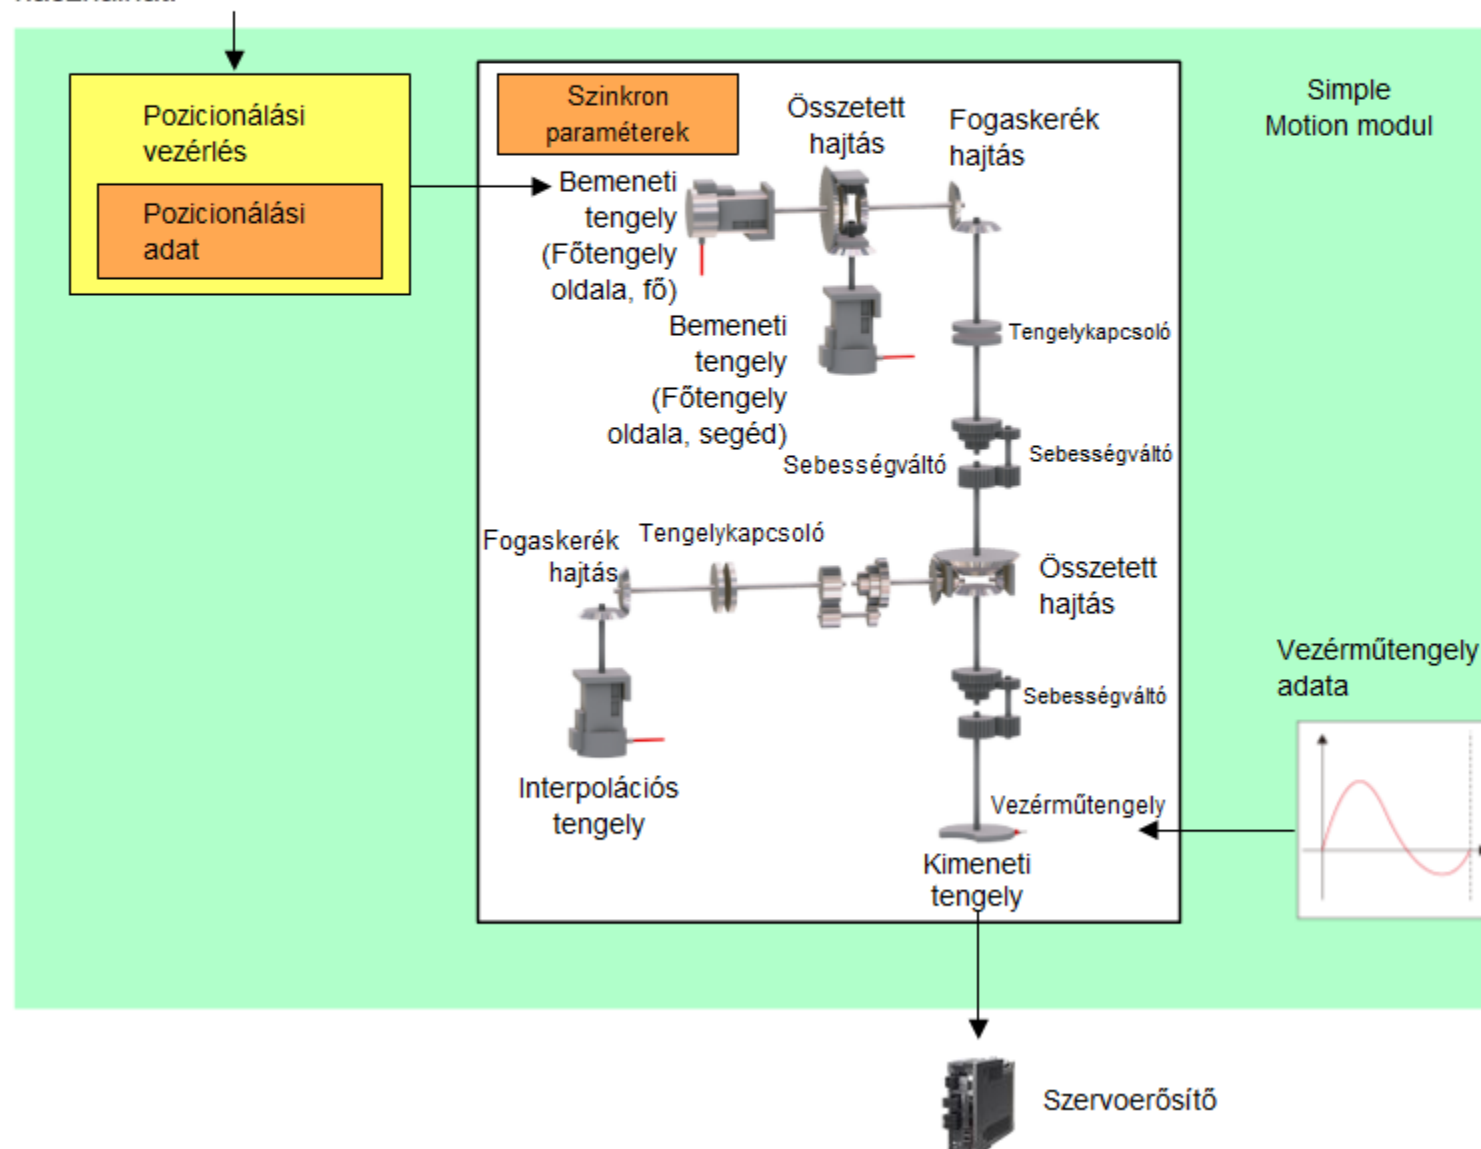 Pozicionálási
vezérlés
Pozicionálási
adat
Szinkron
paraméterek
Összetett
hajtás
Fogaskerék
hajtás
Simple
Motion modul
Bemeneti
tengely
(Főtengely
oldala, fő)
Bemeneti
tengely
(Főtengely
oldala, segéd)
Tengelykapcsoló
Sebességváltó
Sebességváltó
Fogaskerék
hajtás
Tengelykapcsoló
Összetett
hajtás
Sebességváltó
Interpolációs
tengely
Vezérműtengely
Kimeneti
tengely
Vezérműtengely
adata
Szervoerősítő